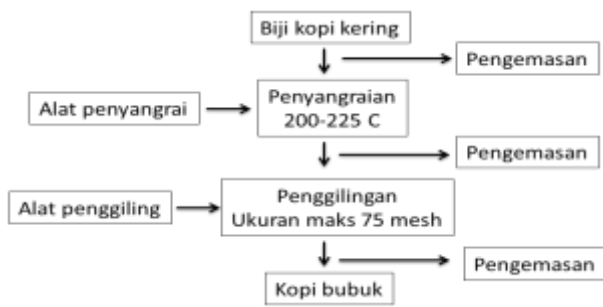 Biji kopi kering
Pengemasan
Alat penyangrai
Penyangraian
200-225 C
Pengemasan
Alat penggiling
Penggilingan
Ukuran maks 75 mesh
Pengemasan
Kopi bubuk